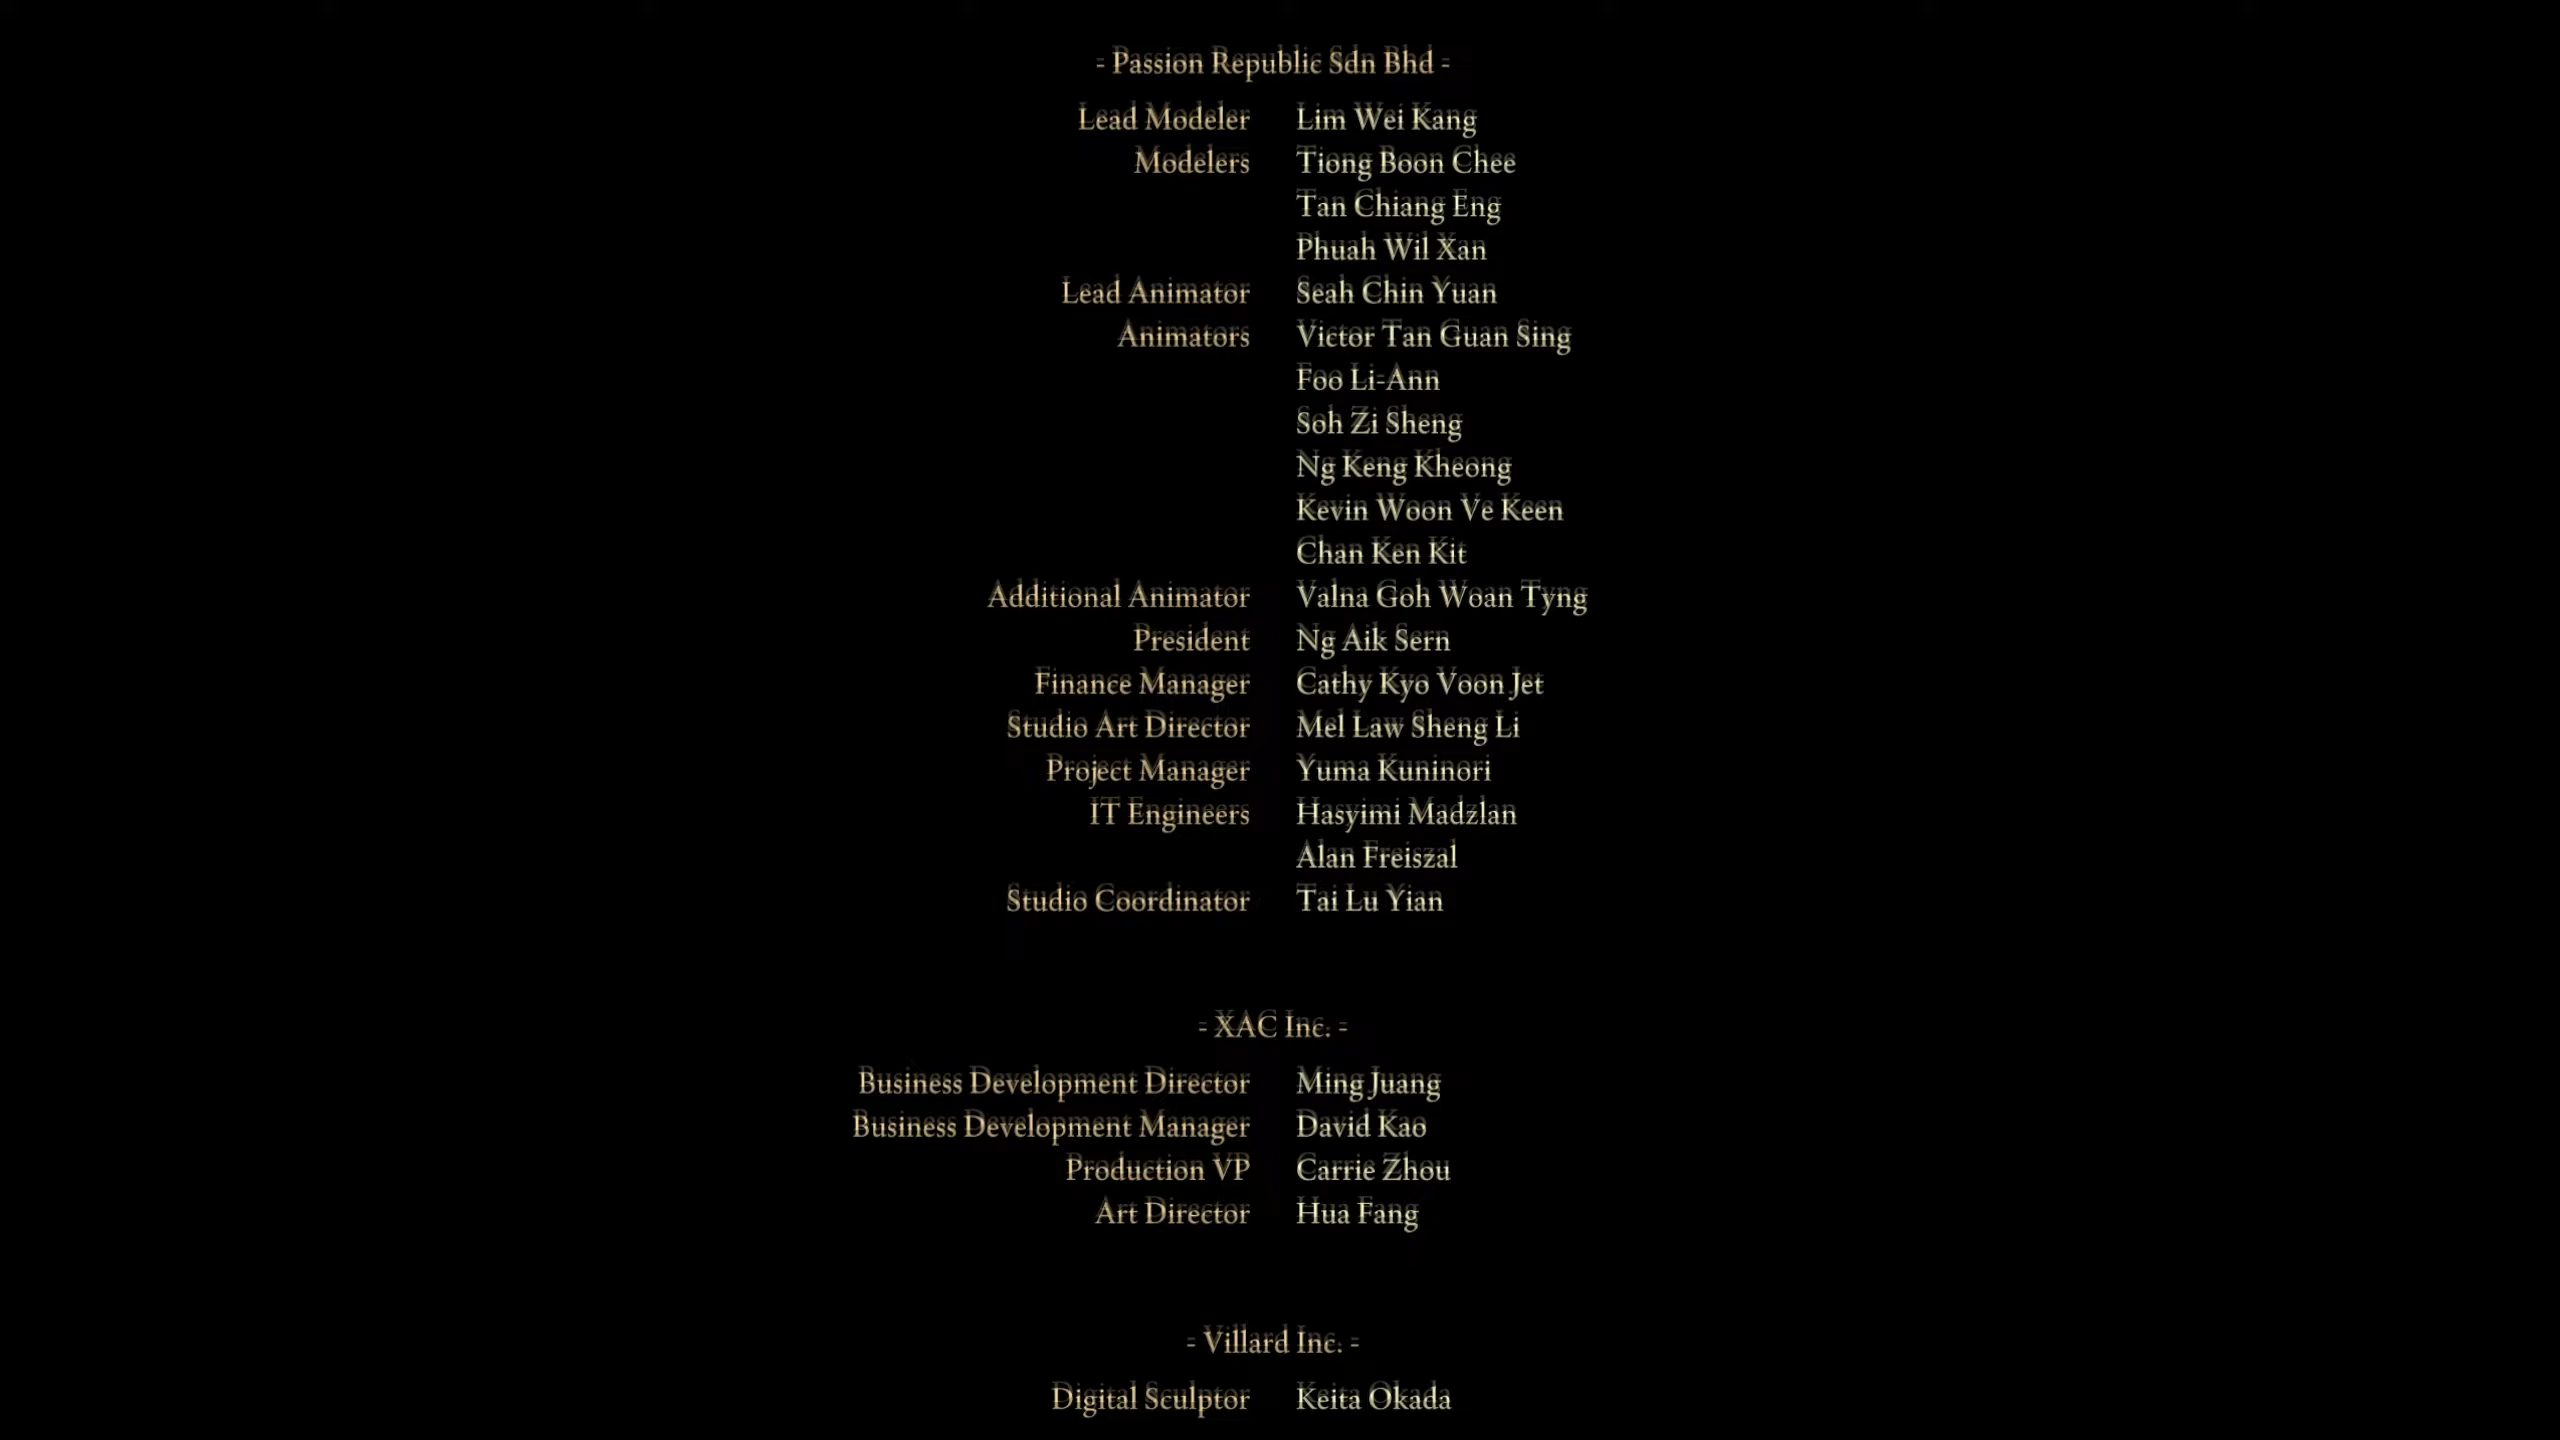 - Passion Republic Sdn Bhd -
Lead Modeler Lim Wei Kang
Modelers Tiong Boon Chee
Tan Chiang Eng
Phuah Wil Xan
Lead Animator Seah Chin Yuan
Animators Victor Tan Guan Sing
Foo Li-Ann
Soh Zi Sheng
Ng Keng Kheong
Kevin Woon Ve Keen
Chan Ken Kit
Additional Animator Valna Goh Woan Tyng
President Ng Aik Sern
Finance Manager Cathy Kyo Voon Jet
Studio Art Director Mel Law Sheng Li
Project Manager Yuma Kuninori
IT Engineers Hasyimi Madzlan
Alan Freiszal
Studio Coordinator Tai Lu Yian
- XAC Inc. -
Business Development Director Ming Juang
Business Development Manager David Kao
Production VP Carrie Zhou
Art Director Hua Fang
- Villard Inc. -
Digital Sculptor Keita Okada